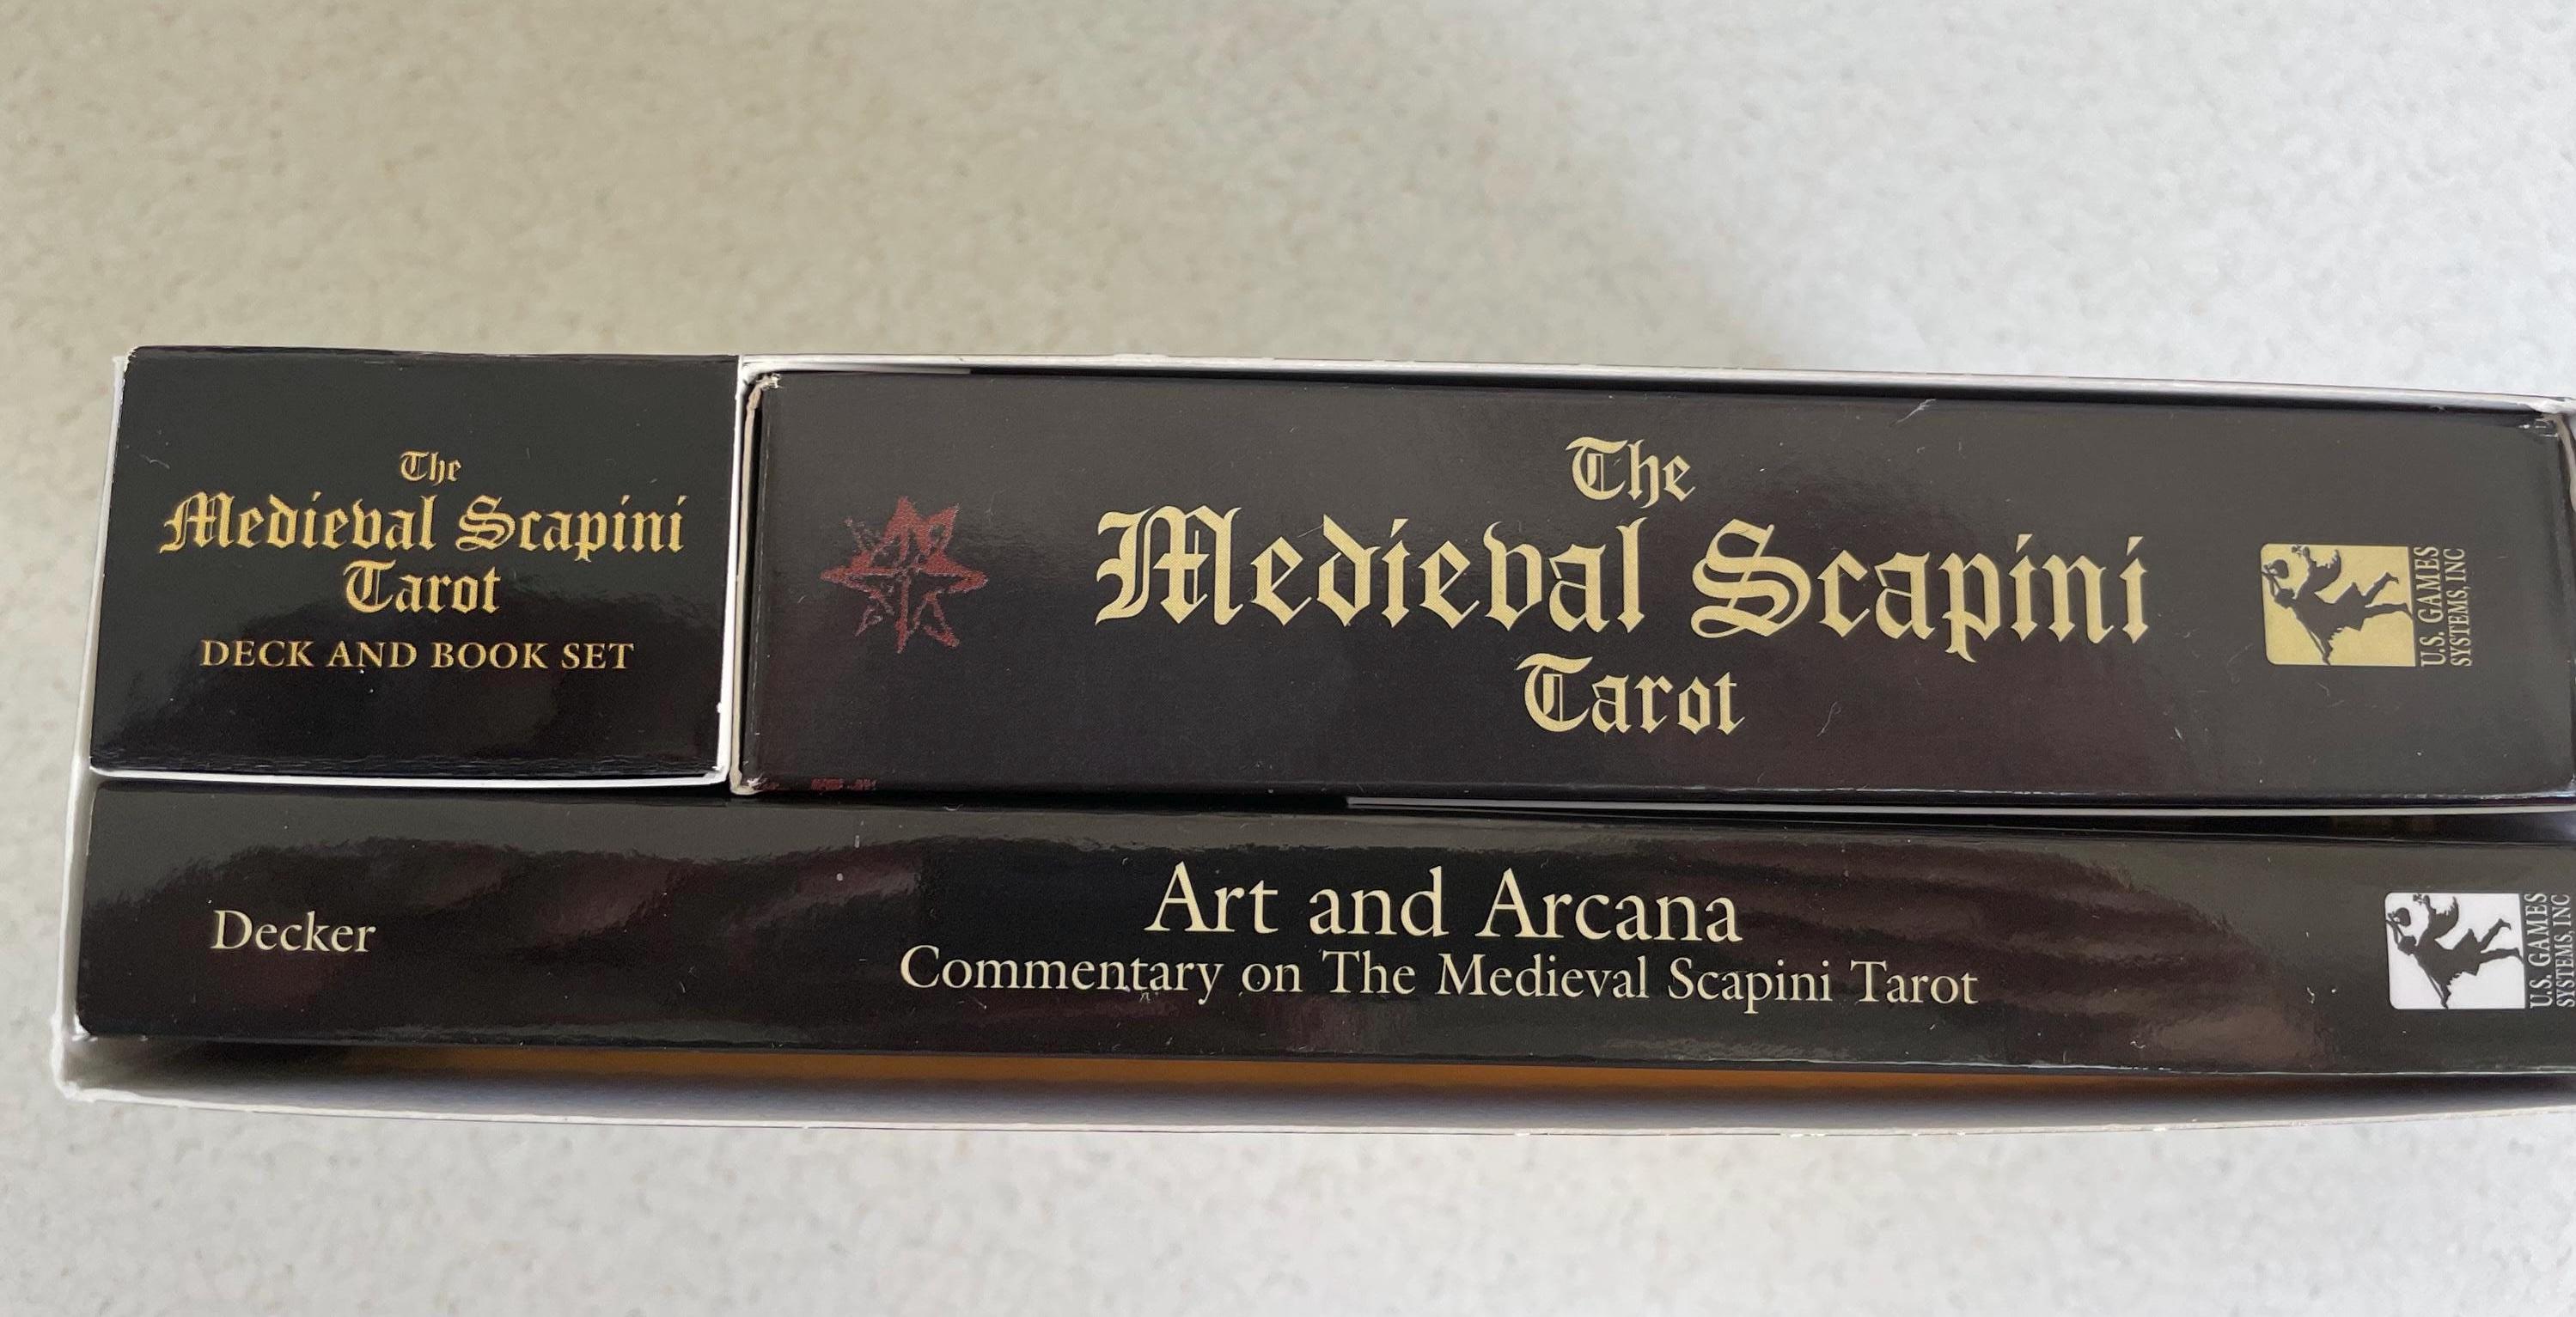 The
Medieval Scapini
Tarot
DECK AND BOOK SET
The
Medieval Scapini
Tarot
U.S. GAMES
SYSTEMS, INC
Decker
Art and Arcana
Commentary on The Medieval Scapini Tarot
U.S. GAMES
SYSTEMS, INC